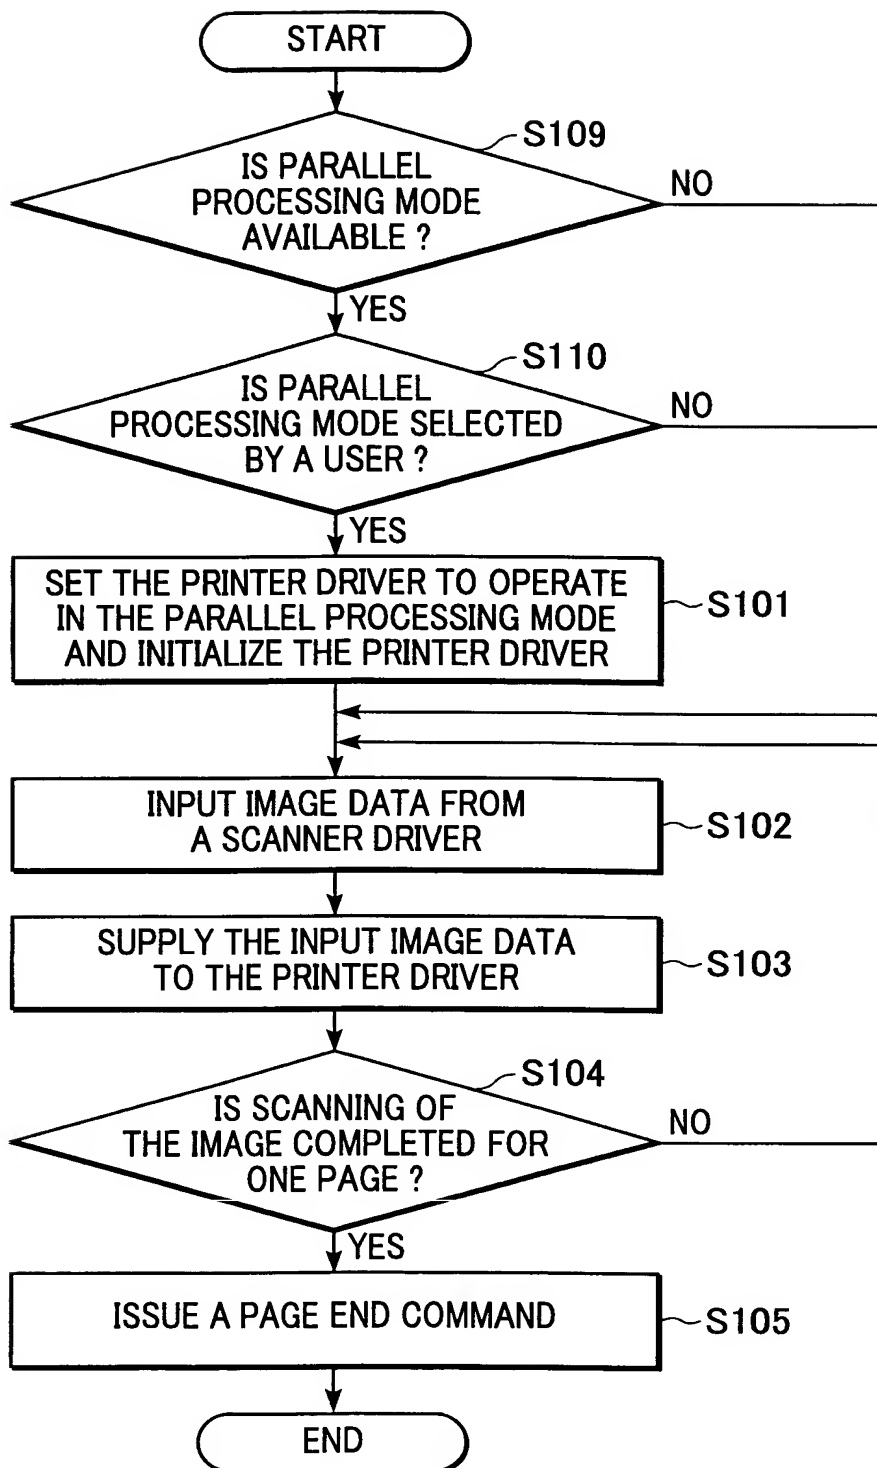 START
S109
IS PARALLEL
PROCESSING MODE
AVAILABLE ?
NO
YES
S110
IS PARALLEL
PROCESSING MODE SELECTED
BY A USER ?
NO
YES
SET THE PRINTER DRIVER TO OPERATE
IN THE PARALLEL PROCESSING MODE
AND INITIALIZE THE PRINTER DRIVER
S101
INPUT IMAGE DATA FROM
A SCANNER DRIVER
S102
SUPPLY THE INPUT IMAGE DATA
TO THE PRINTER DRIVER
S103
S104
IS SCANNING OF
THE IMAGE COMPLETED FOR
ONE PAGE ?
NO
YES
ISSUE A PAGE END COMMAND
S105
END